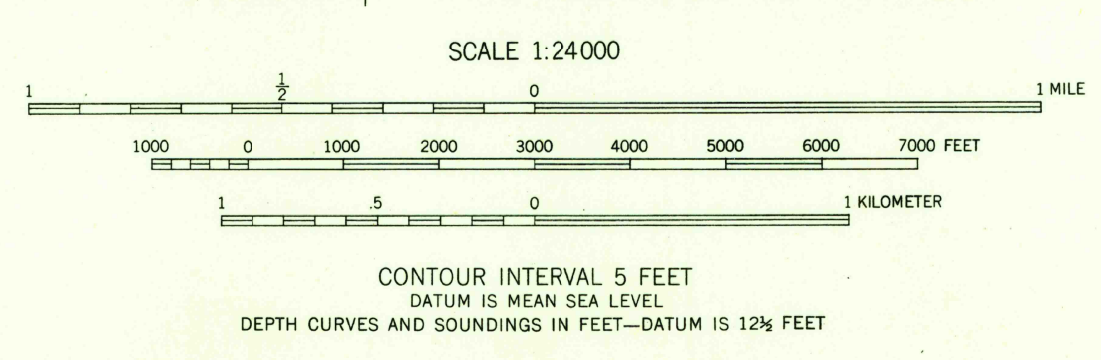 SCALE 1:24000
1 ½ 0 1 MILE
1000 0 1000 2000 3000 4000 5000 6000 7000 FEET
1 .5 0 1 KILOMETER
CONTOUR INTERVAL 5 FEET
DATUM IS MEAN SEA LEVEL
DEPTH CURVES AND SOUNDINGS IN FEET—DATUM IS 12½ FEET